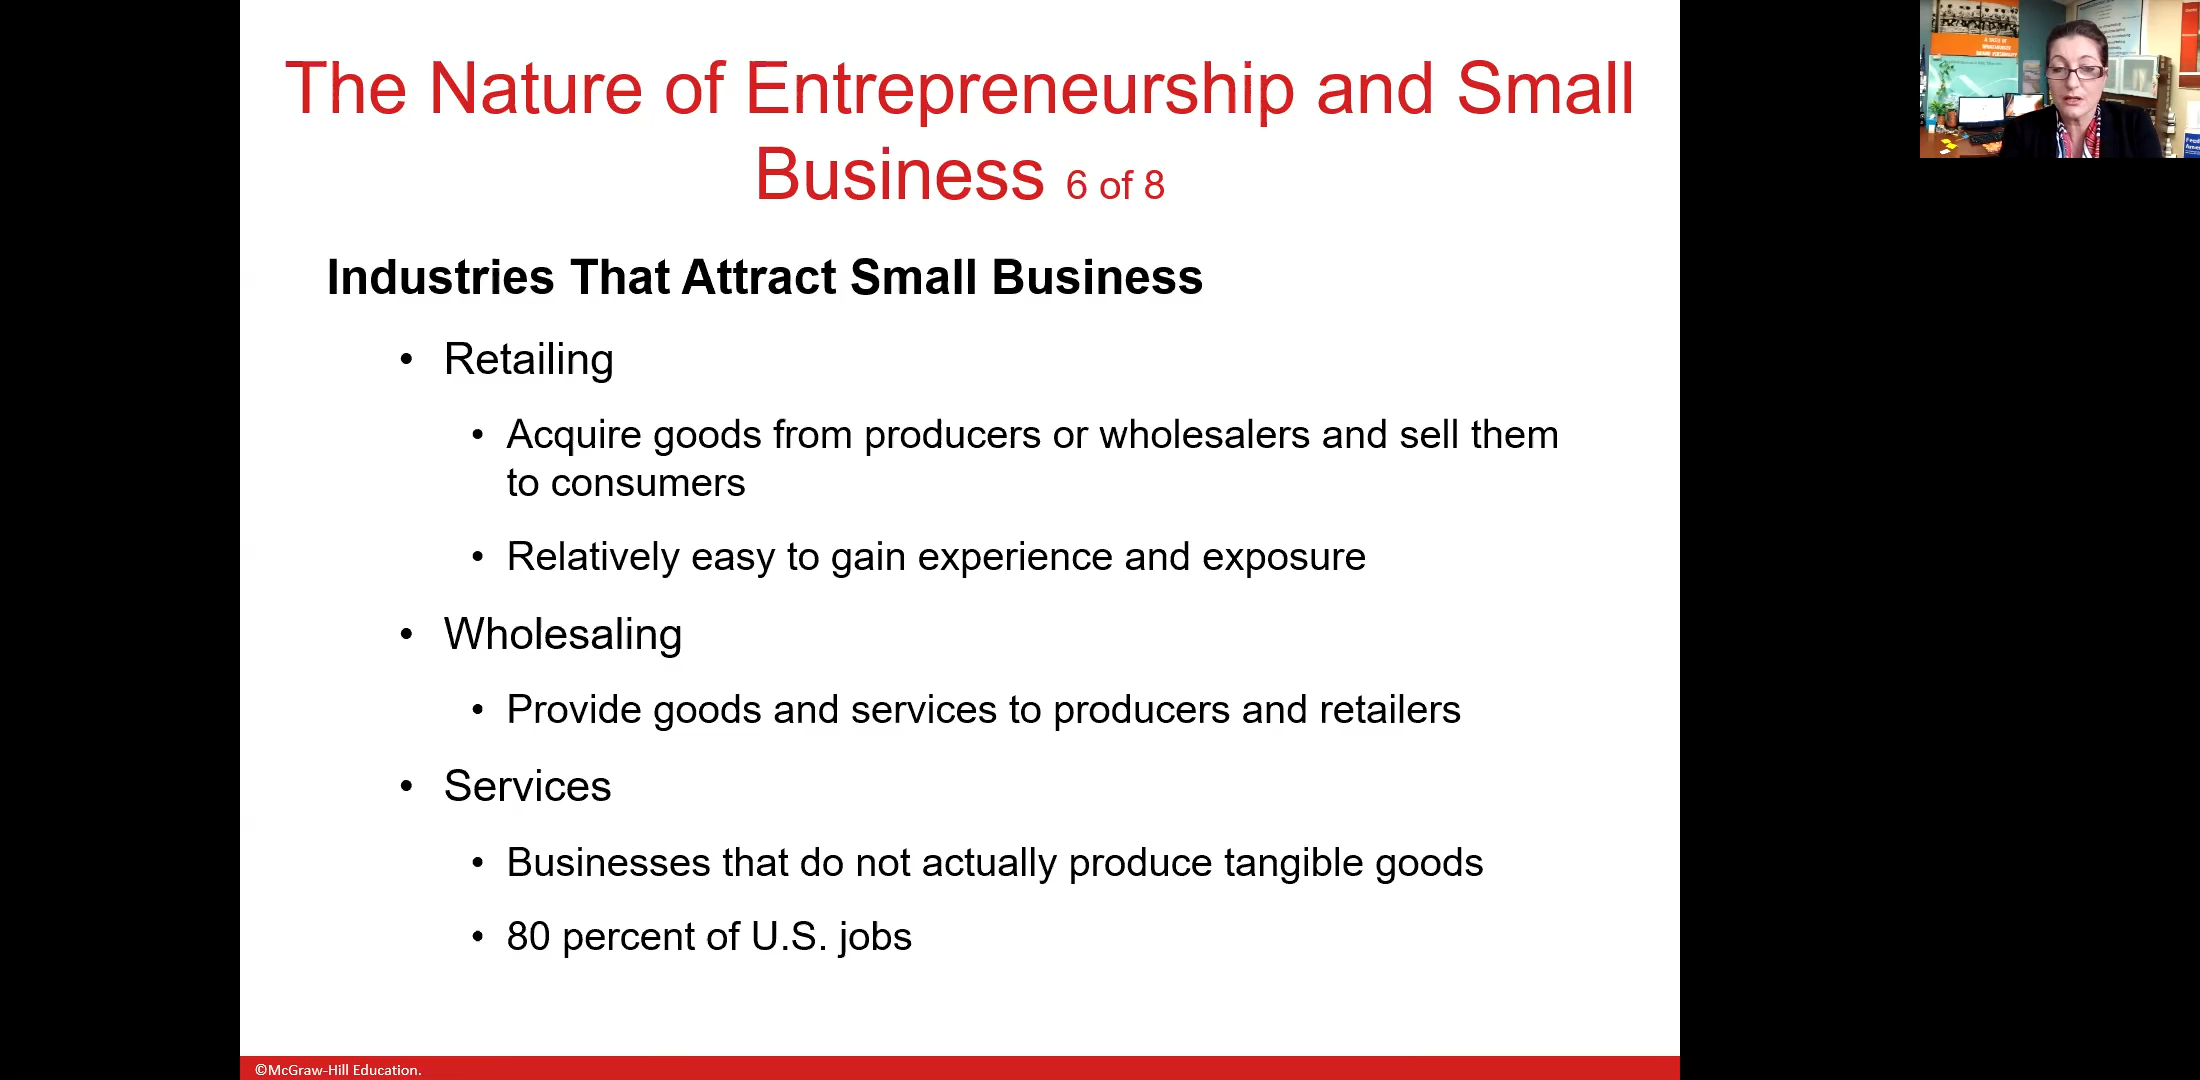 The Nature of Entrepreneurship and Small
Business 6 of 8
Industries That Attract Small Business
• Retailing
• Acquire goods from producers or wholesalers and sell them
to consumers
• Relatively easy to gain experience and exposure
• Wholesaling
• Provide goods and services to producers and retailers
• Services
• Businesses that do not actually produce tangible goods
• 80 percent of U.S. jobs
©McGraw-Hill Education.